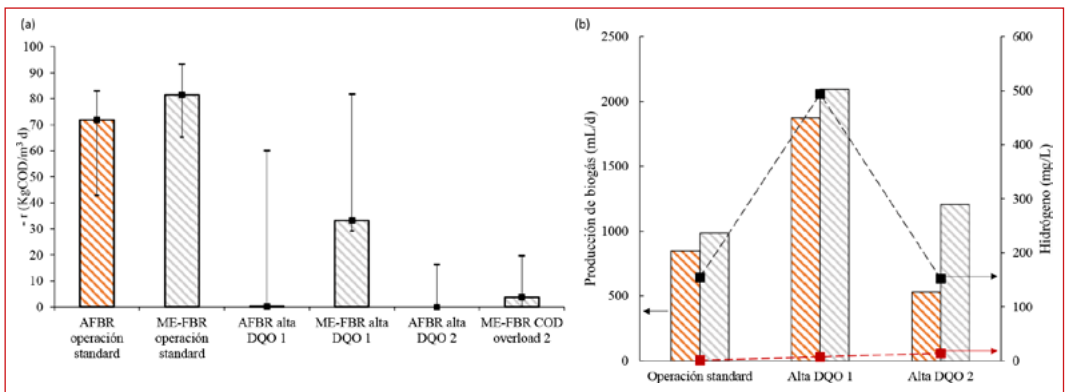 (a)
100
90
80
70
60
50
40
30
20
10
0
- r (KgCOD/m³ d)
AFBR
operación
standard
ME-FBR
operación
standard
AFBR alta
DQO 1
ME-FBR alta
DQO 1
AFBR alta
DQO 2
ME-FBR COD
overload 2
(b)
2500
2000
1500
1000
500
0
Producción de biogás (mL/d)
600
500
400
300
200
100
0
Hidrógeno (mg/L)
Operación standard
Alta DQO 1
Alta DQO 2